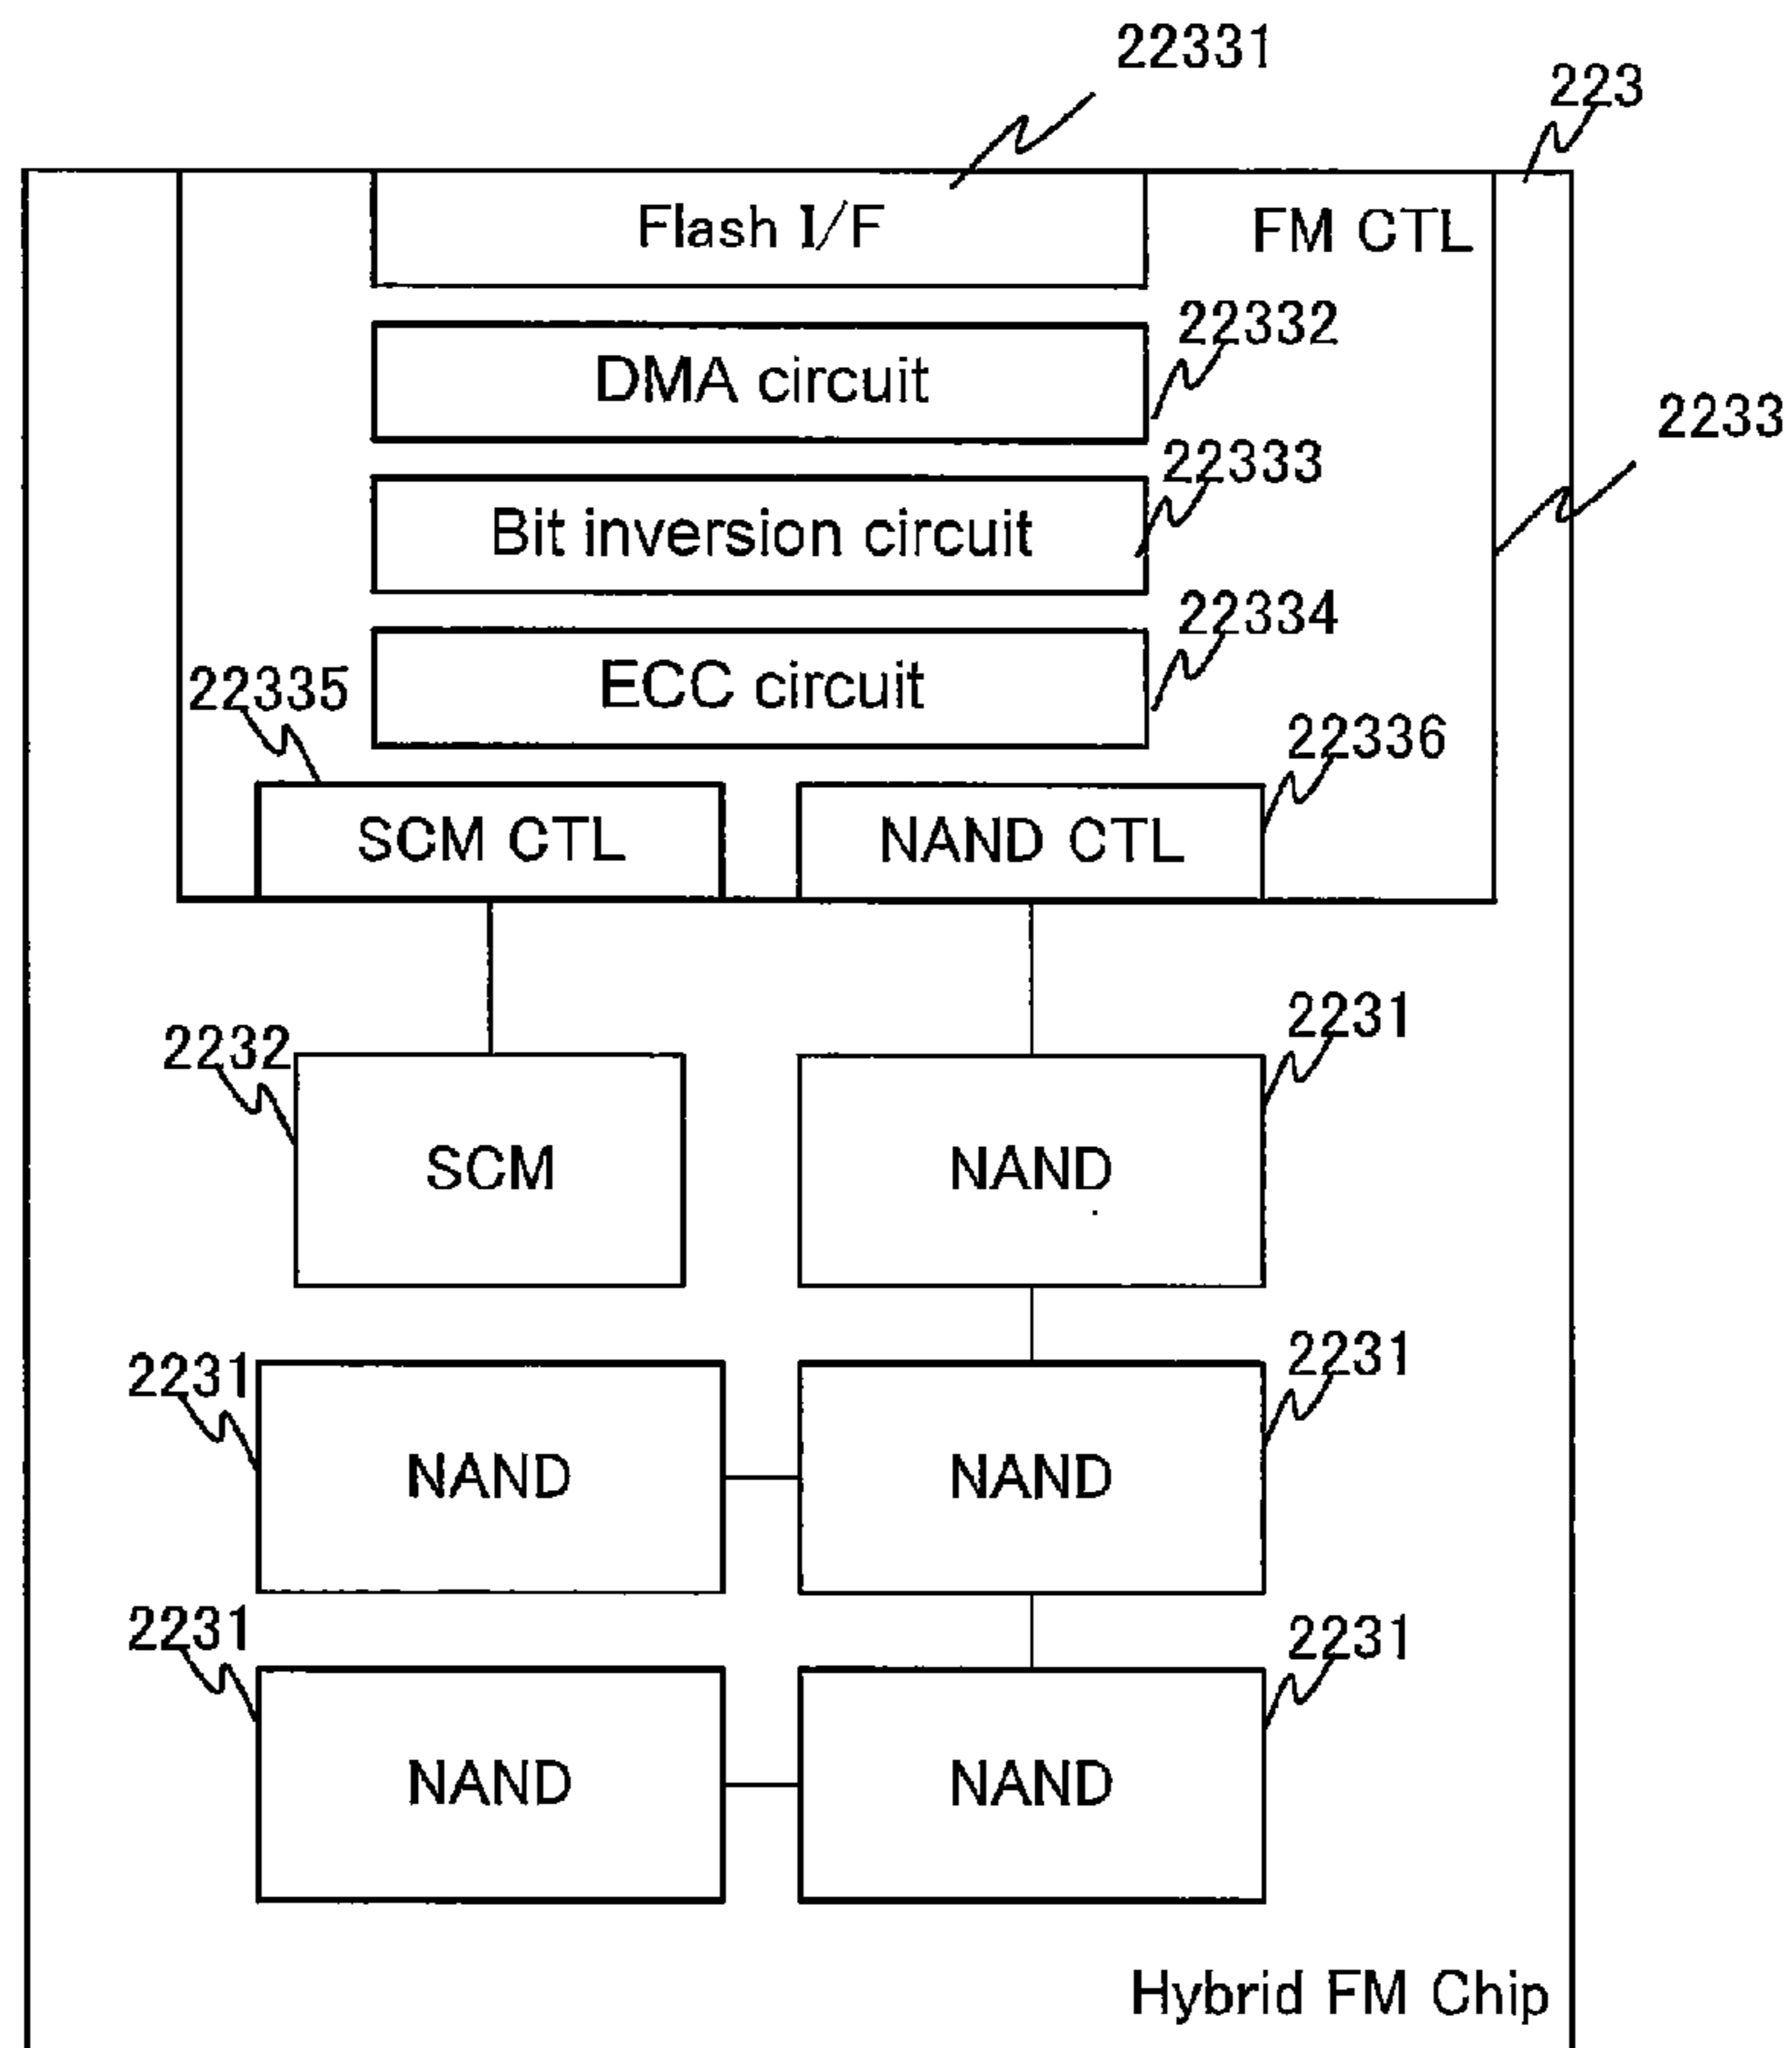 22331
223
Flash I/F
FM CTL
22332
DMA circuit
2233
22333
Bit inversion circuit
22334
ECC circuit
22335
22336
SCM CTL
NAND CTL
2231
2232
SCM
NAND
2231
2231
NAND
NAND
2231
2231
NAND
NAND
Hybrid FM Chip